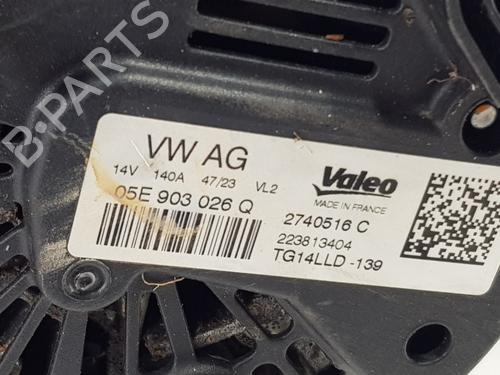 B-PARTS
VW AG
14V 140A 47/23 VL2
05E 903 026 Q
Valeo
MADE IN FRANCE
2740516 C
223813404
TG14LLD -139